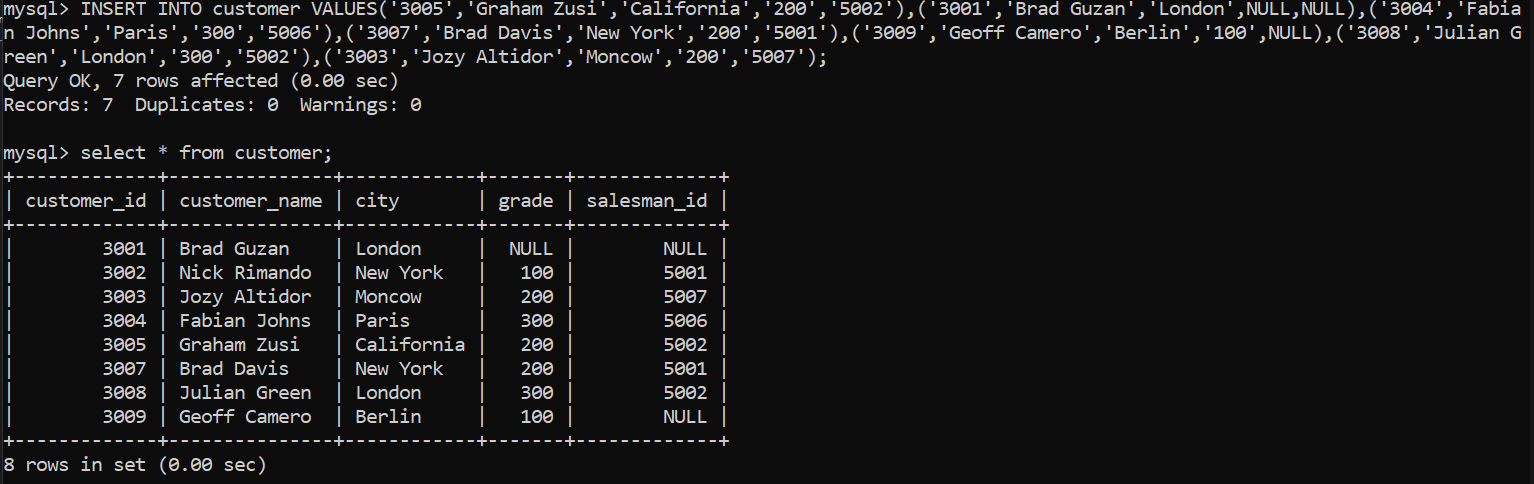 mysql> INSERT INTO customer VALUES('3005','Graham Zusi','California','200','5002'),('3001','Brad Guzan','London',NULL,NULL),('3004','Fabia
n Johns','Paris','300','5006'),('3007','Brad Davis','New York','200','5001'),('3009','Geoff Camero','Berlin','100',NULL),('3008','Julian G
reen','London','300','5002'),('3003','Jozy Altidor','Moncow','200','5007');
Query OK, 7 rows affected (0.00 sec)
Records: 7  Duplicates: 0  Warnings: 0

mysql> select * from customer;
+-------------+---------------+------------+-------+-------------+
| customer_id | customer_name | city       | grade | salesman_id |
+-------------+---------------+------------+-------+-------------+
|        3001 | Brad Guzan    | London     |  NULL |        NULL |
|        3002 | Nick Rimando  | New York   |   100 |        5001 |
|        3003 | Jozy Altidor  | Moncow     |   200 |        5007 |
|        3004 | Fabian Johns  | Paris      |   300 |        5006 |
|        3005 | Graham Zusi   | California |   200 |        5002 |
|        3007 | Brad Davis    | New York   |   200 |        5001 |
|        3008 | Julian Green  | London     |   300 |        5002 |
|        3009 | Geoff Camero  | Berlin     |   100 |        NULL |
+-------------+---------------+------------+-------+-------------+
8 rows in set (0.00 sec)